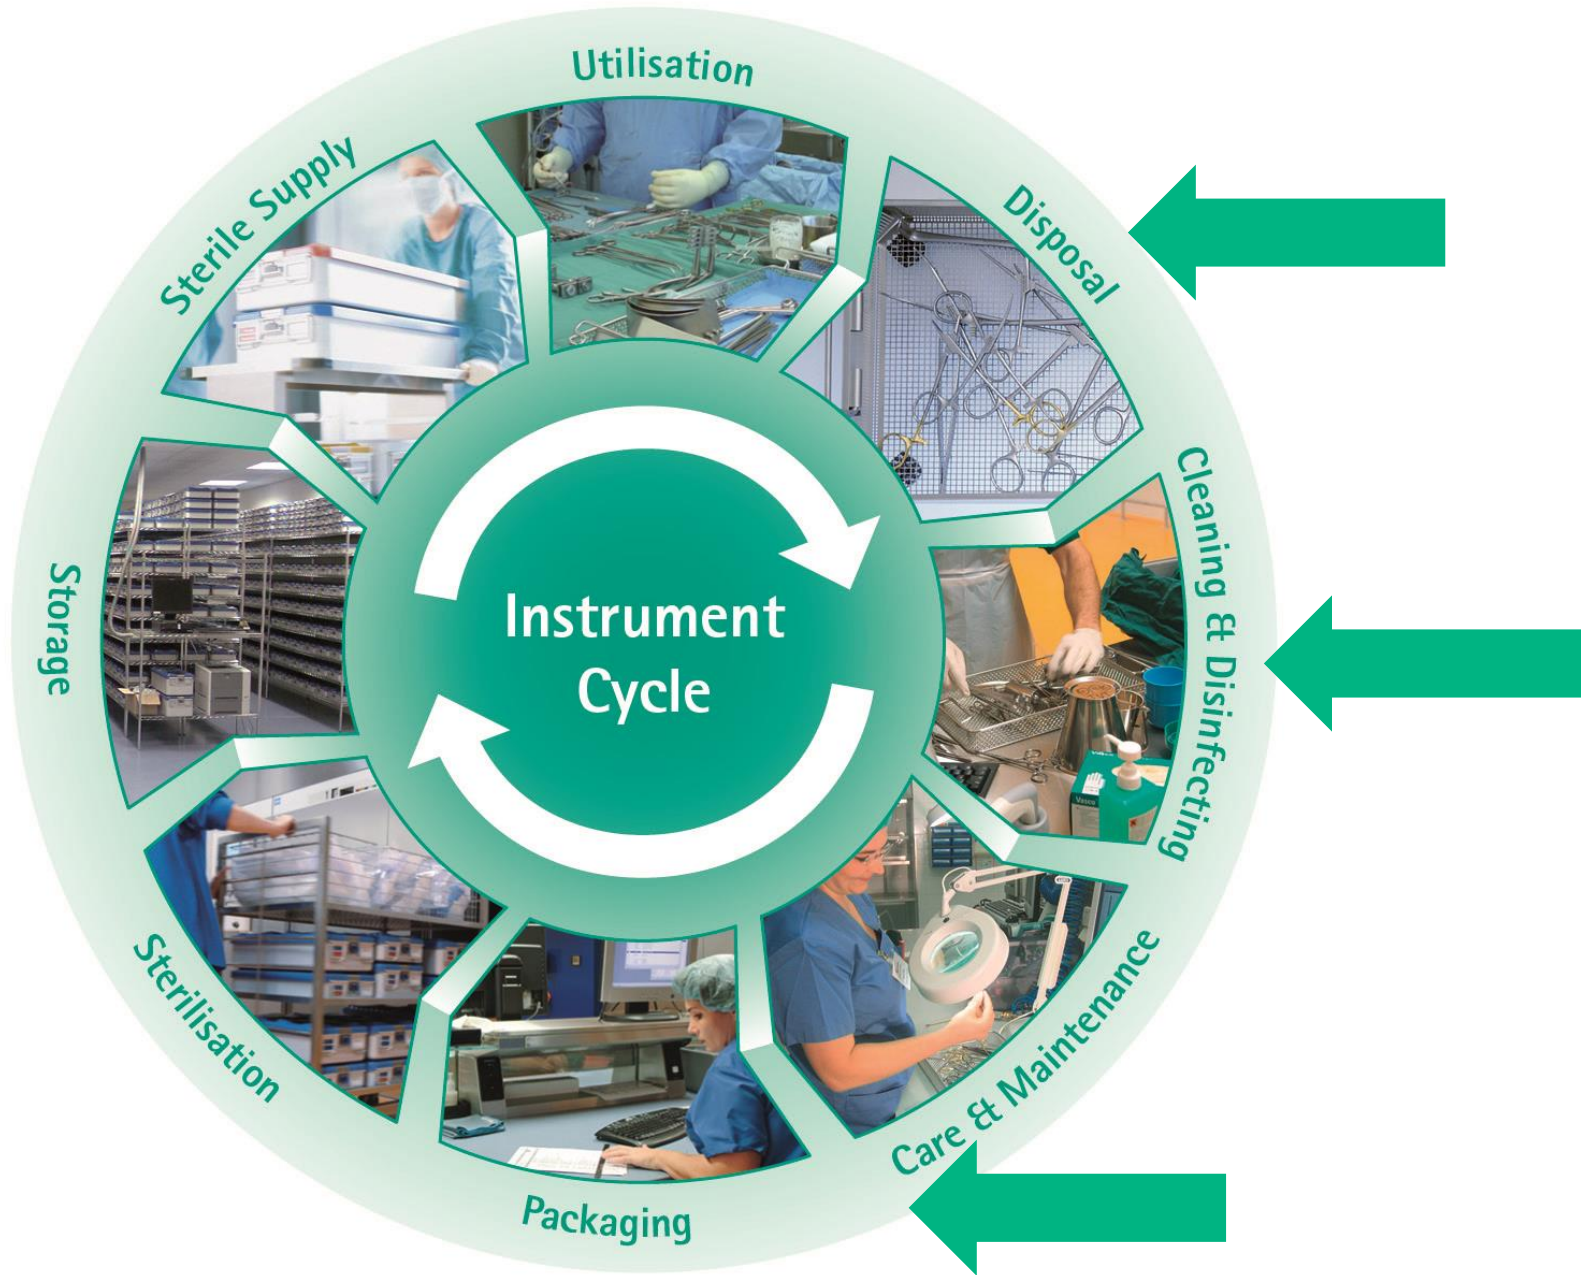 Utilisation
Disposal
Cleaning & Disinfecting
Care & Maintenance
Packaging
Sterilisation
Storage
Sterile Supply
Instrument
Cycle